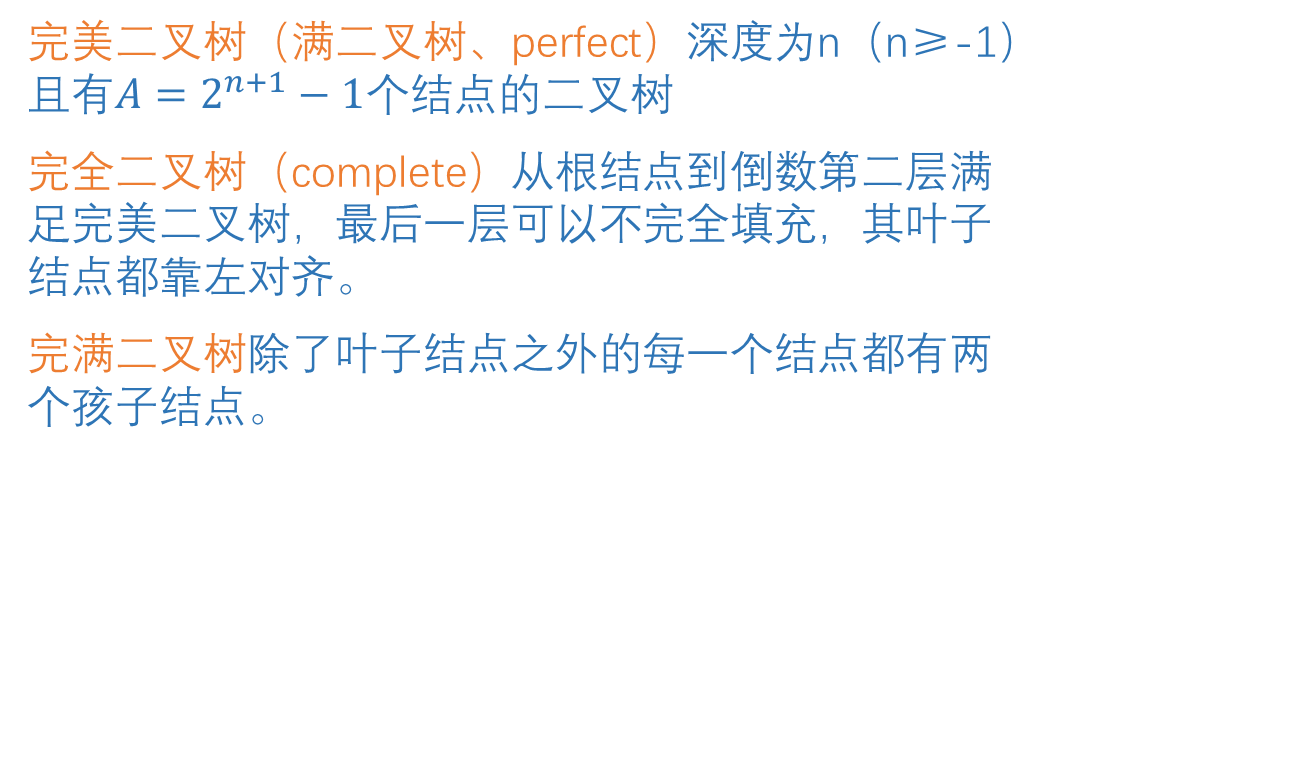 完美二叉树（满二叉树、perfect）深度为n（n⩾-1）
且有A = 2^{n+1} − 1个结点的二叉树
完全二叉树（complete）从根结点到倒数第二层满
足完美二叉树，最后一层可以不完全填充，其叶子
结点都靠左对齐。
完满二叉树除了叶子结点之外的每一个结点都有两
个孩子结点。